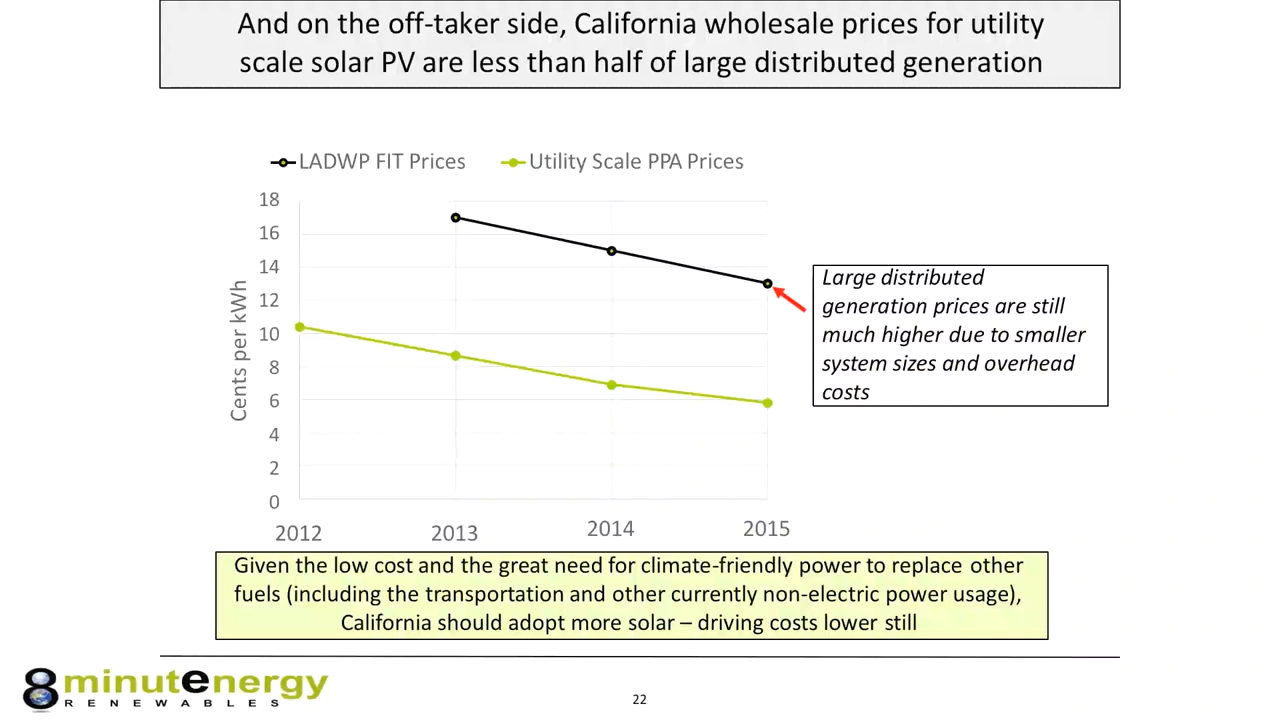 And on the off-taker side, California wholesale prices for utility
scale solar PV are less than half of large distributed generation
LADWP FIT Prices
Utility Scale PPA Prices
18
16
14
12
10
8
6
4
2
0
Cents per kWh
2012
2013
2014
2015
Large distributed
generation prices are still
much higher due to smaller
system sizes and overhead
costs
Given the low cost and the great need for climate-friendly power to replace other
fuels (including the transportation and other currently non-electric power usage),
California should adopt more solar – driving costs lower still
8minutenergy
RENEWABLES
22